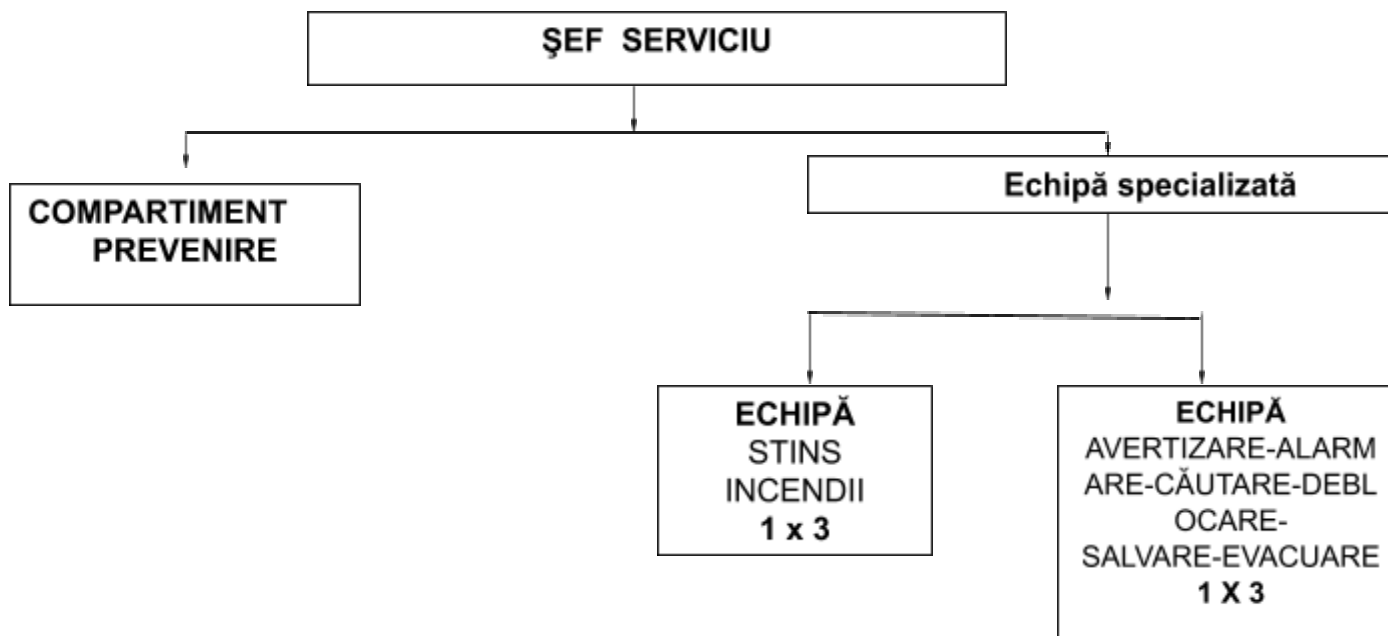 ŞEF SERVICIU
COMPARTIMENT
PREVENIRE
Echipă specializată
ECHIPĂ
STINS
INCENDII
1 x 3
ECHIPĂ
AVERTIZARE-ALARM
ARE-CĂUTARE-DEBL
OCARE-
SALVARE-EVACUARE
1 X 3